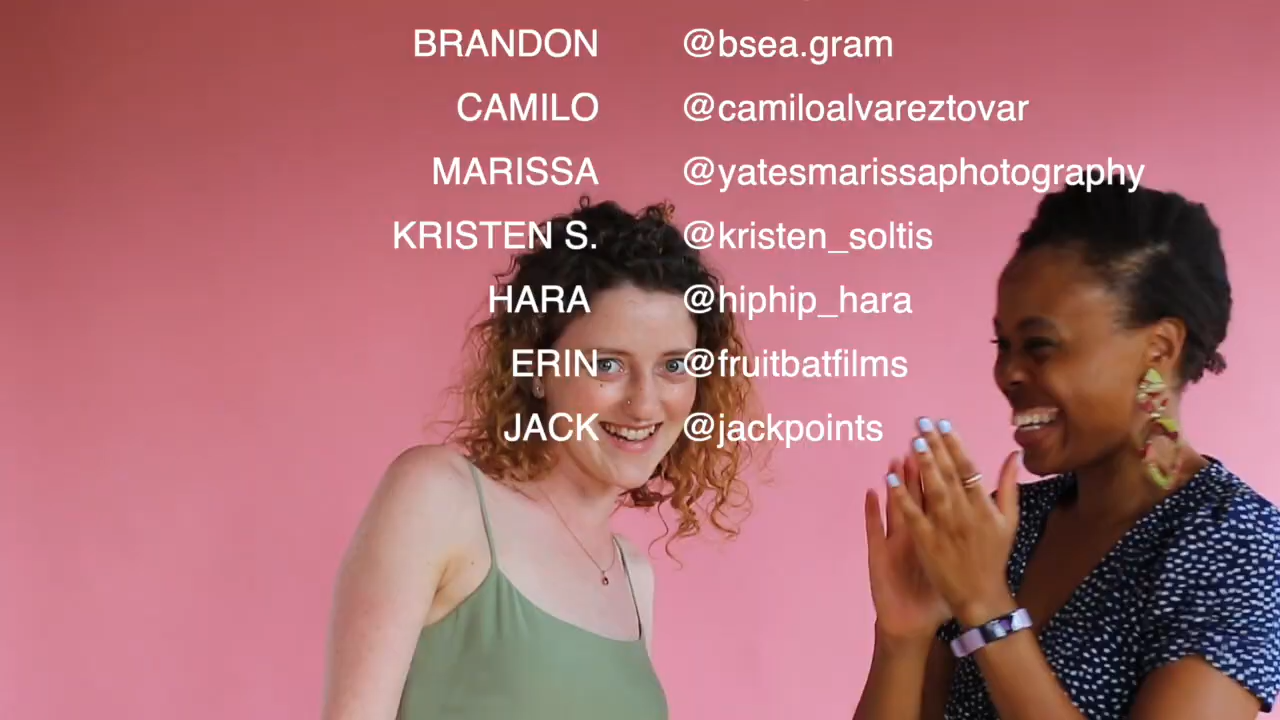 BRANDON @bsea.gram
CAMILO @camiloalvareztovar
MARISSA @yatesmarissaphotography
KRISTEN S. @kristen_soltis
HARA @hiphip_hara
ERIN @fruitbatfilms
JACK @jackpoints